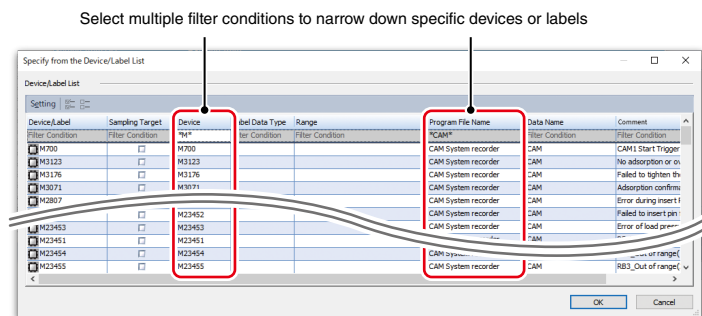 Select multiple filter conditions to narrow down specific devices or labels
Specify from the Device/Label List
Device/Label List
Setting
Device/Label Sampling Target Device Label Data Type Range Program File Name Data Name Comment
Filter Condition Filter Condition *M* Filter Condition Filter Condition *CAM* Filter Condition Filter Condition
M700 M700 CAM System recorder CAM CAM1 Start Trigger
M3123 M3123 CAM System recorder CAM No adsorption or ov
M3176 M3176 CAM System recorder CAM Failed to tighten the
M3071 M3071 CAM System recorder CAM Adsorption confirma
M2807 CAM System recorder CAM Error during insert
M23452 CAM System recorder CAM Failed to insert pin
M23453 M23453 CAM System recorder CAM Error of load
M23451 M23451 CAM System recorder CAM
M23454 M23454 CAM System recorder of range(
M23455 M23455 CAM System recorder CAM RB3_Out of range(
OK Cancel